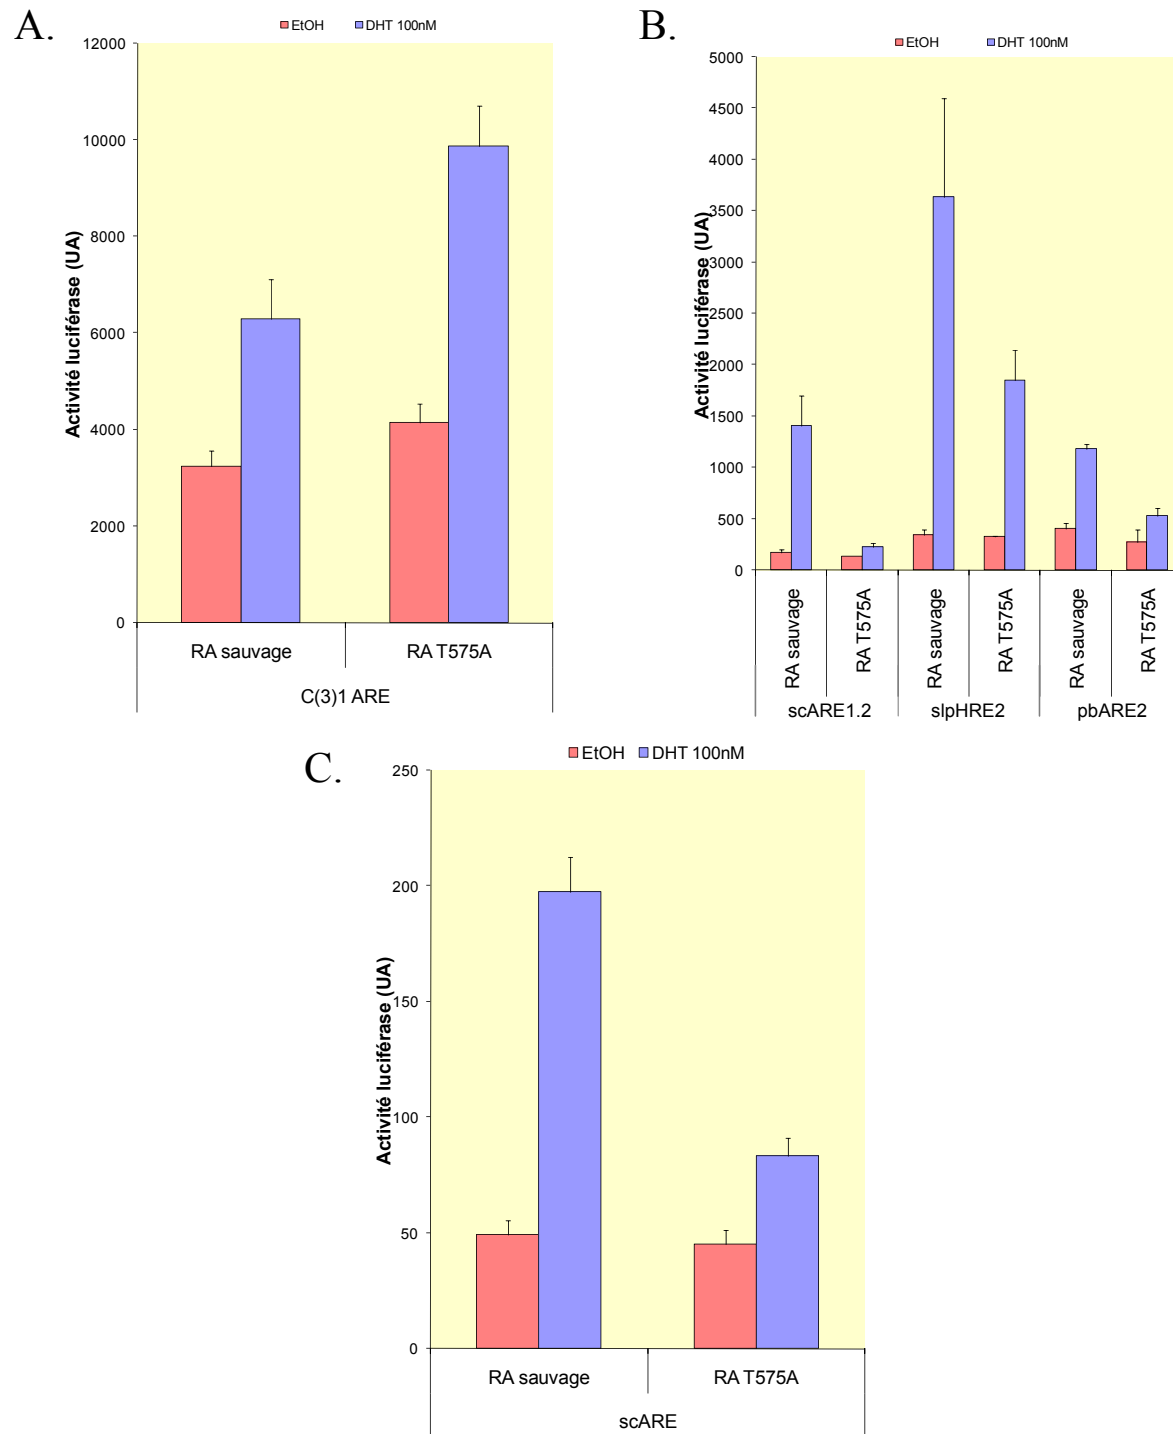 A.
EtOH DHT 100nM
12000
10000
8000
6000
4000
2000
0
Activité luciférase (UA)
RA sauvage RA T575A
C(3)1 ARE
B.
EtOH DHT 100nM
5000
4500
4000
3500
3000
2500
2000
1500
1000
500
0
Activité luciférase (UA)
RA sauvage
RA T575A
RA sauvage
RA T575A
RA sauvage
RA T575A
scARE1.2 slpHRE2 pbARE2
C.
EtOH DHT 100nM
250
200
150
100
50
0
Activité luciférase (UA)
RA sauvage RA T575A
scARE